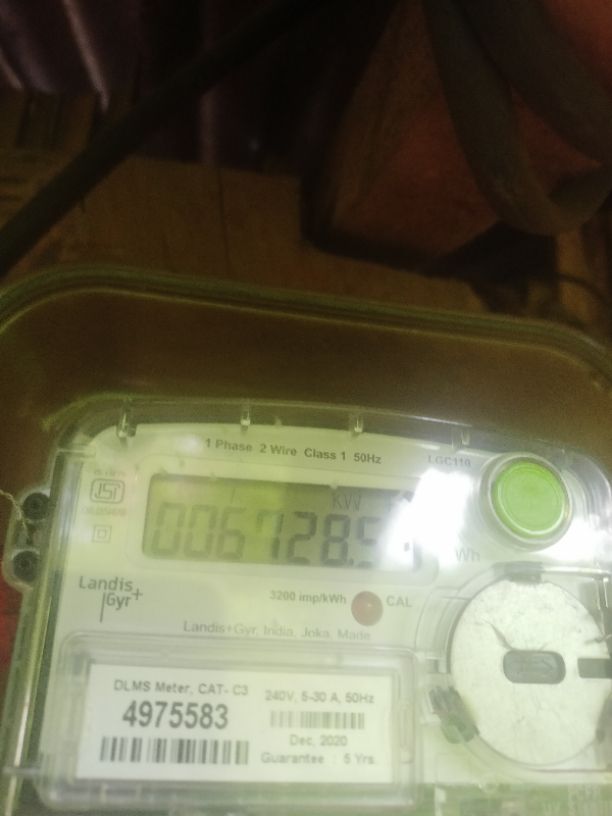 1 Phase 2 Wire Class 1 50Hz
LGC110
KW
006728.5
Wh
Landis+
Gyr
3200 imp/kWh
CAL
Landis+Gyr, India, Joka, Made
DLMS Meter, CAT- C3
4975583
240V, 5-30 A, 50Hz
Dec, 2020
Guarantee : 5 Yrs.